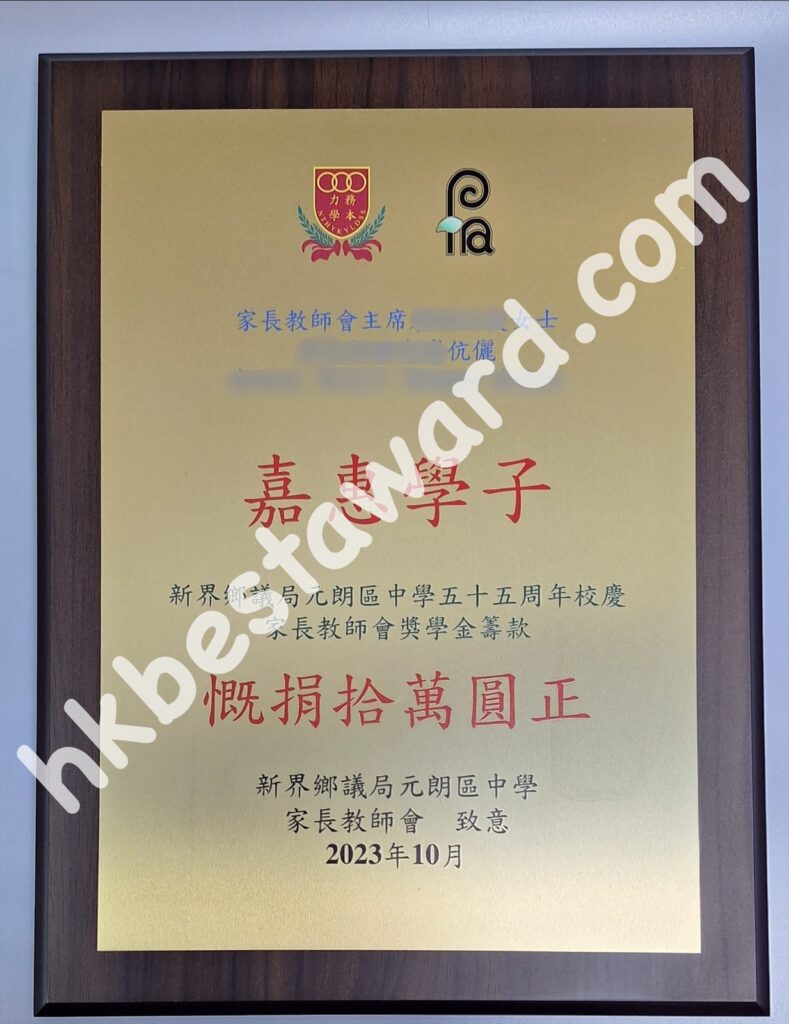 力務
學本
NTHYKYLDSS
pta
家長教師會主席 女士
伉儷
嘉惠學子
新界鄉議局元朗區中學五十五周年校慶
家長教師會獎學金籌款
慨捐拾萬圓正
新界鄉議局元朗區中學
家長教師會　致意
2023年10月
hkbestaward.com